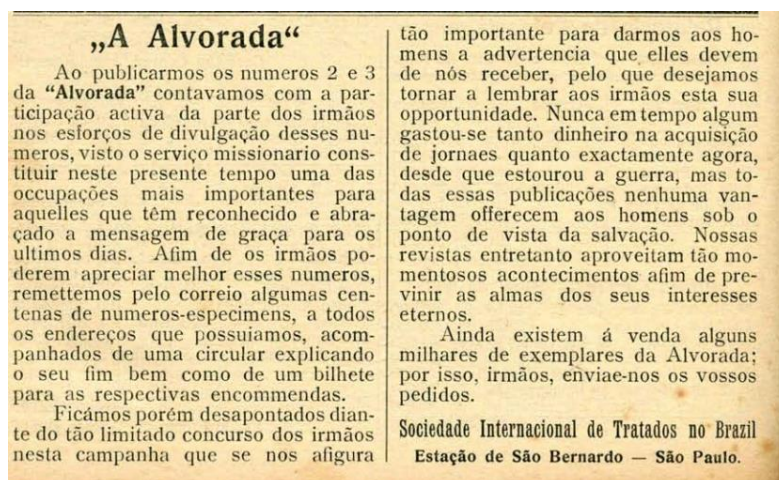 „A Alvorada“
Ao publicarmos os numeros 2 e 3
da “Alvorada” contavamos com a par-
ticipação activa da parte dos irmãos
nos esforços de divulgação desses nu-
meros, visto o serviço missionario cons-
tituir neste presente tempo uma das
occupações mais importantes para
aquelles que têm reconhecido e abra-
çado a mensagem de graça para os
ultimos dias. Afim de os irmãos po-
derem apreciar melhor esses numeros,
remettemos pelo correio algumas cen-
tenas de numeros-especimens, a todos
os endereços que possuiamos, acom-
panhados de uma circular explicando
o seu fim bem como de um bilhete
para as respectivas encommendas.
Ficámos porém desapontados dian-
te do tão limitado concurso dos irmãos
nesta campanha que se nos afigura
tão importante para darmos aos ho-
mens a advertencia que elles devem
de nós receber, pelo que desejamos
tornar a lembrar aos irmãos esta sua
opportunidade. Nunca em tempo algum
gastou-se tanto dinheiro na acquisição
de jornaes quanto exactamente agora,
desde que estourou a guerra, mas to-
das essas publicações nenhuma van-
tagem offerecem aos homens sob o
ponto de vista da salvação. Nossas
revistas entretanto aproveitam tão mo-
mentosos acontecimentos afim de pre-
vinir as almas dos seus interesses
eternos.
Ainda existem á venda alguns
milhares de exemplares da Alvorada;
por isso, irmãos, enviae-nos os vossos
pedidos.
Sociedade Internacional de Tratados no Brazil
Estação de São Bernardo — São Paulo.